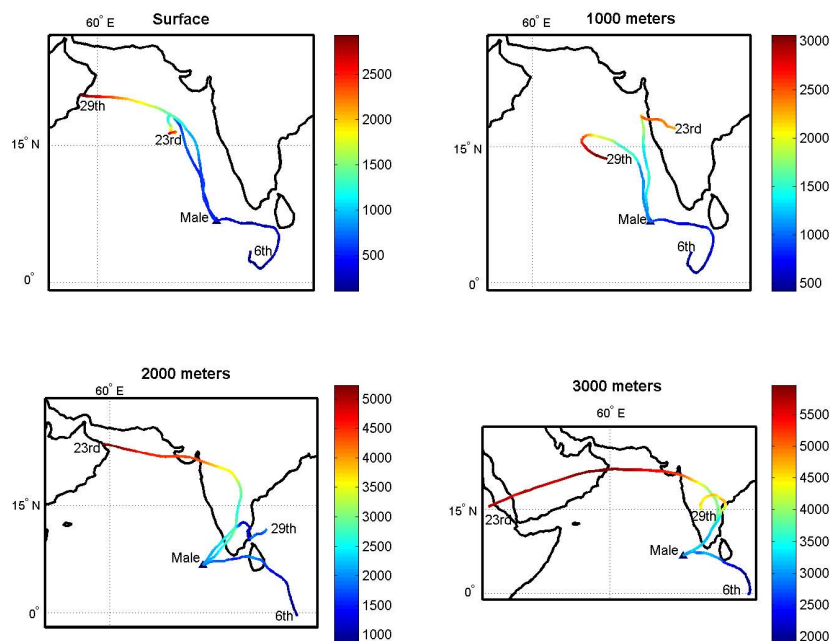 Surface
60° E
15° N
0°
29th
23rd
Male
6th
2500
2000
1500
1000
500
1000 meters
60° E
15° N
0°
23rd
29th
Male
6th
3000
2500
2000
1500
1000
500
2000 meters
60° E
15° N
0°
23rd
29th
Male
6th
5000
4500
4000
3500
3000
2500
2000
1500
1000
3000 meters
60° E
15° N
0°
23rd
29th
Male
6th
5500
5000
4500
4000
3500
3000
2500
2000